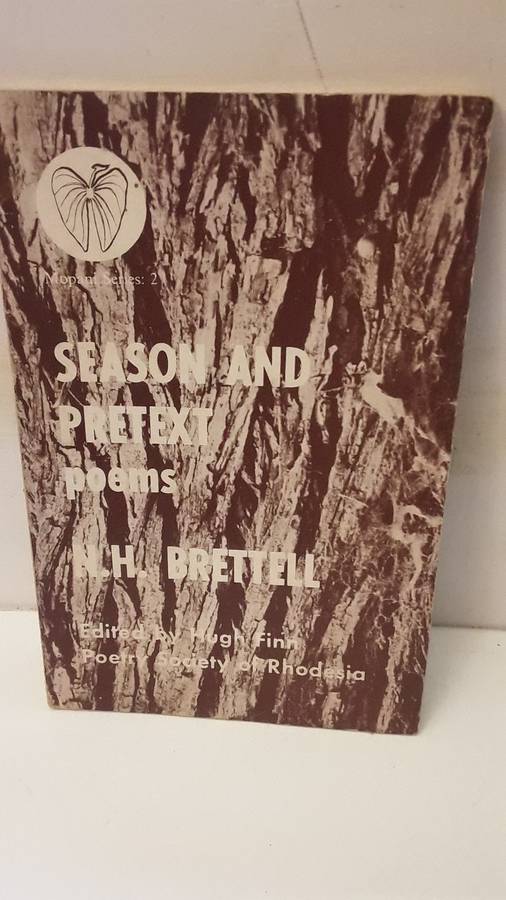 Mopani Series: 2
SEASON AND
PRETEXT
poems
N.H. BRETTELL
Edited by Hugh Finn
Poetry Society of Rhodesia